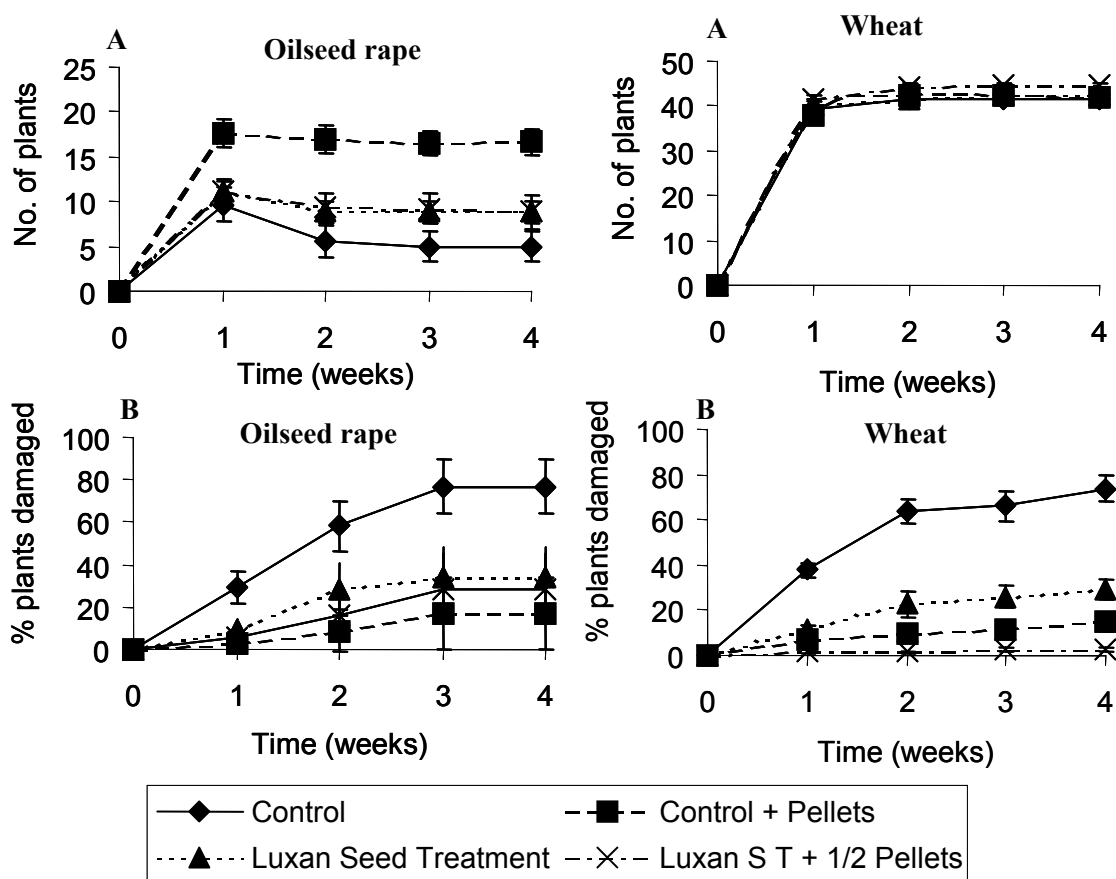 A
Oilseed rape
No. of plants
25
20
15
10
5
0
0 1 2 3 4
Time (weeks)
A
Wheat
No. of plants
50
40
30
20
10
0
0 1 2 3 4
Time (weeks)
B
Oilseed rape
% plants damaged
100
80
60
40
20
0
0 1 2 3 4
Time (weeks)
B
Wheat
% plants damaged
100
80
60
40
20
0
0 1 2 3 4
Time (weeks)
Control
Control + Pellets
Luxan Seed Treatment
Luxan S T + 1/2 Pellets